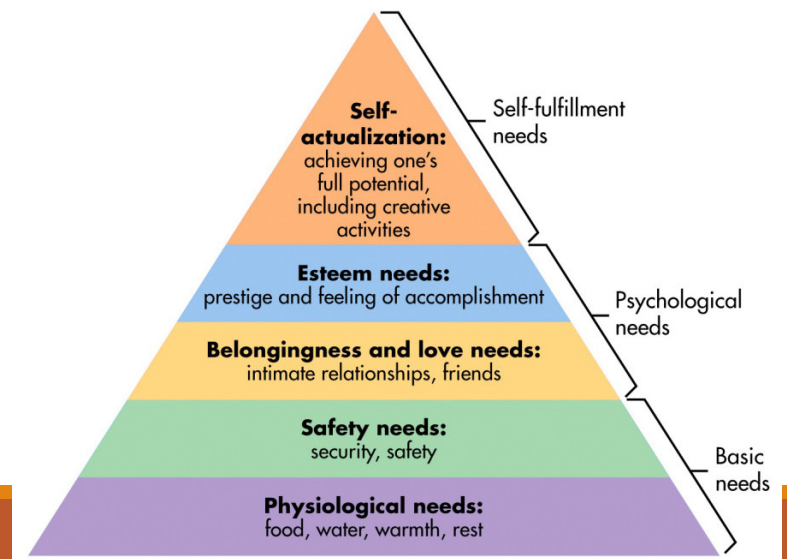 Self-
actualization:
achieving one's
full potential,
including creative
activities
Self-fulfillment
needs
Esteem needs:
prestige and feeling of accomplishment
Psychological
needs
Belongingness and love needs:
intimate relationships, friends
Safety needs:
security, safety
Basic
needs
Physiological needs:
food, water, warmth, rest